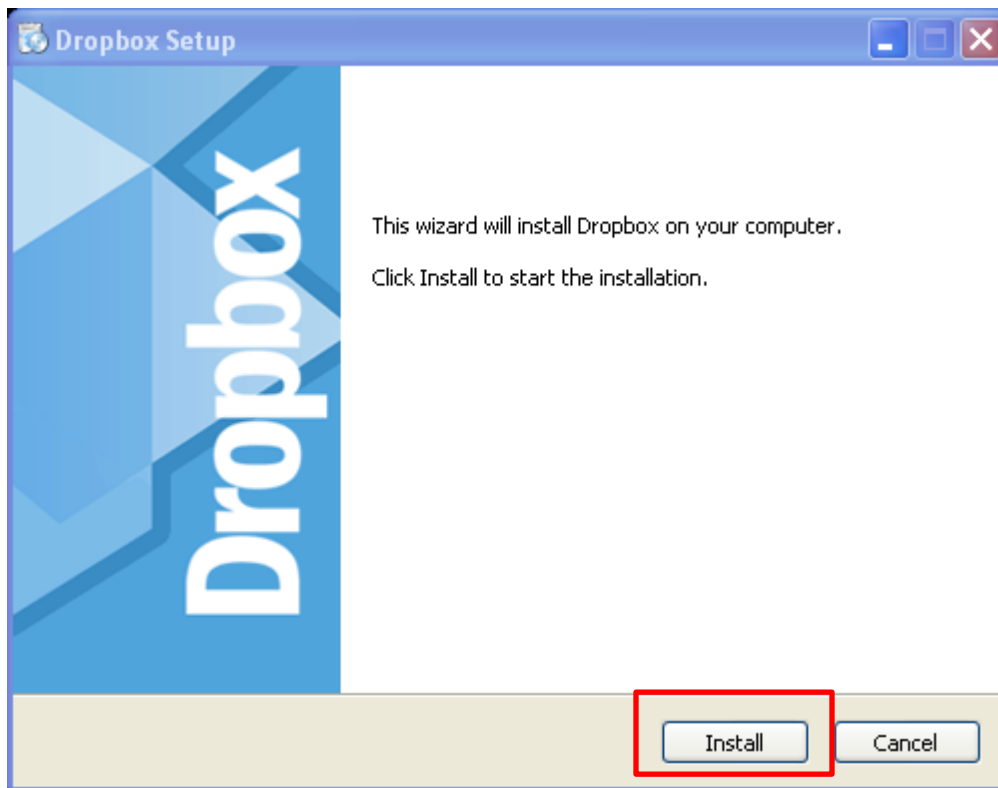 Dropbox Setup
Dropbox
This wizard will install Dropbox on your computer.
Click Install to start the installation.
Install
Cancel